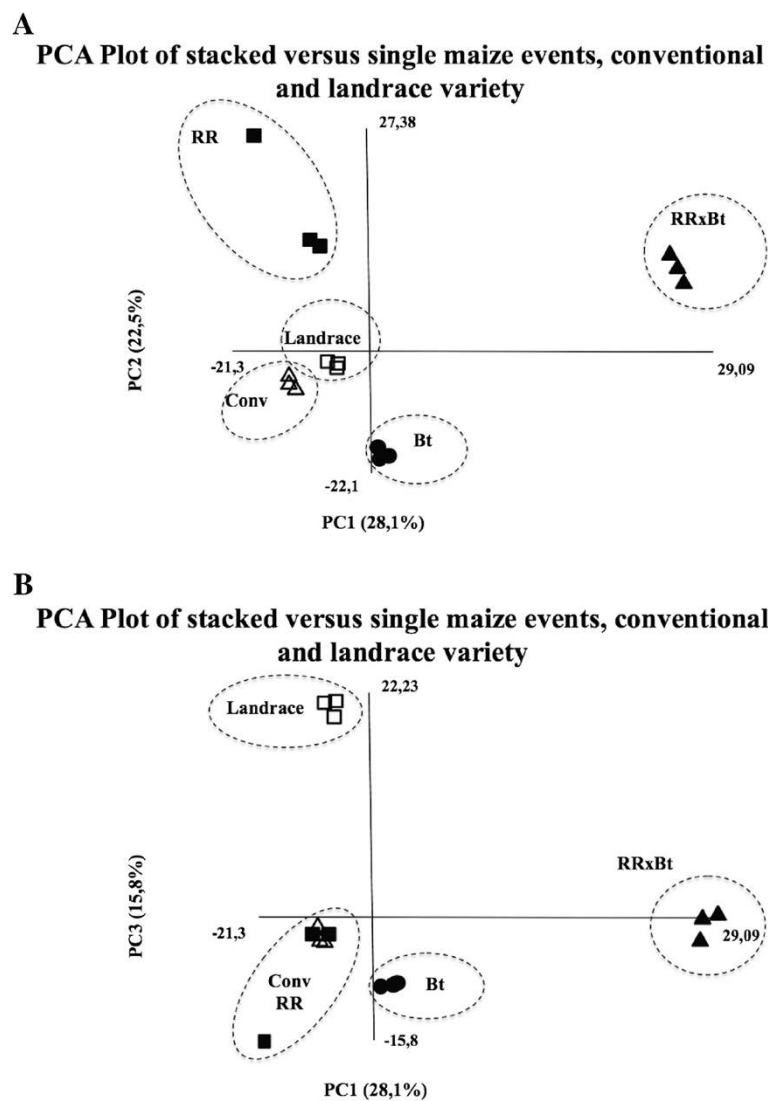 A
PCA Plot of stacked versus single maize events, conventional
and landrace variety
27,38
RR
RRxBt
PC2 (22,5%)
Landrace
-21,3
29,09
Conv
Bt
-22,1
PC1 (28,1%)
B
PCA Plot of stacked versus single maize events, conventional
and landrace variety
22,23
Landrace
PC3 (15,8%)
RRxBt
-21,3
29,09
Conv
RR
Bt
-15,8
PC1 (28,1%)